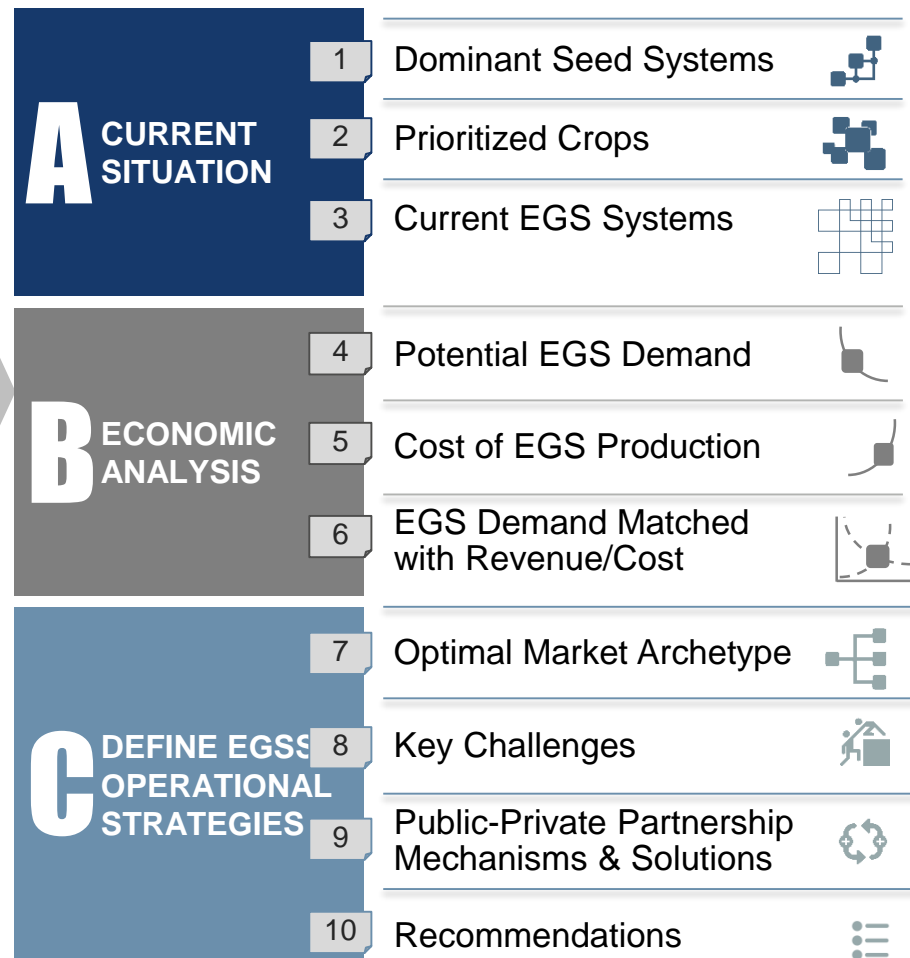 A
CURRENT
SITUATION
1
Dominant Seed Systems
2
Prioritized Crops
3
Current EGS Systems
B
ECONOMIC
ANALYSIS
4
Potential EGS Demand
5
Cost of EGS Production
6
EGS Demand Matched
with Revenue/Cost
C
DEFINE EGSS
OPERATIONAL
STRATEGIES
7
Optimal Market Archetype
8
Key Challenges
9
Public-Private Partnership
Mechanisms & Solutions
10
Recommendations